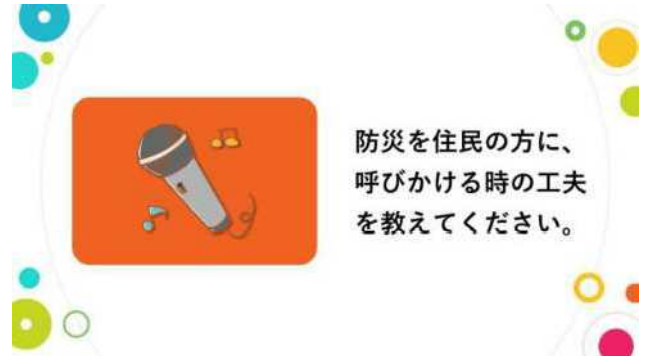 防災を住民の方に、
呼びかける時の工夫
を教えてください。